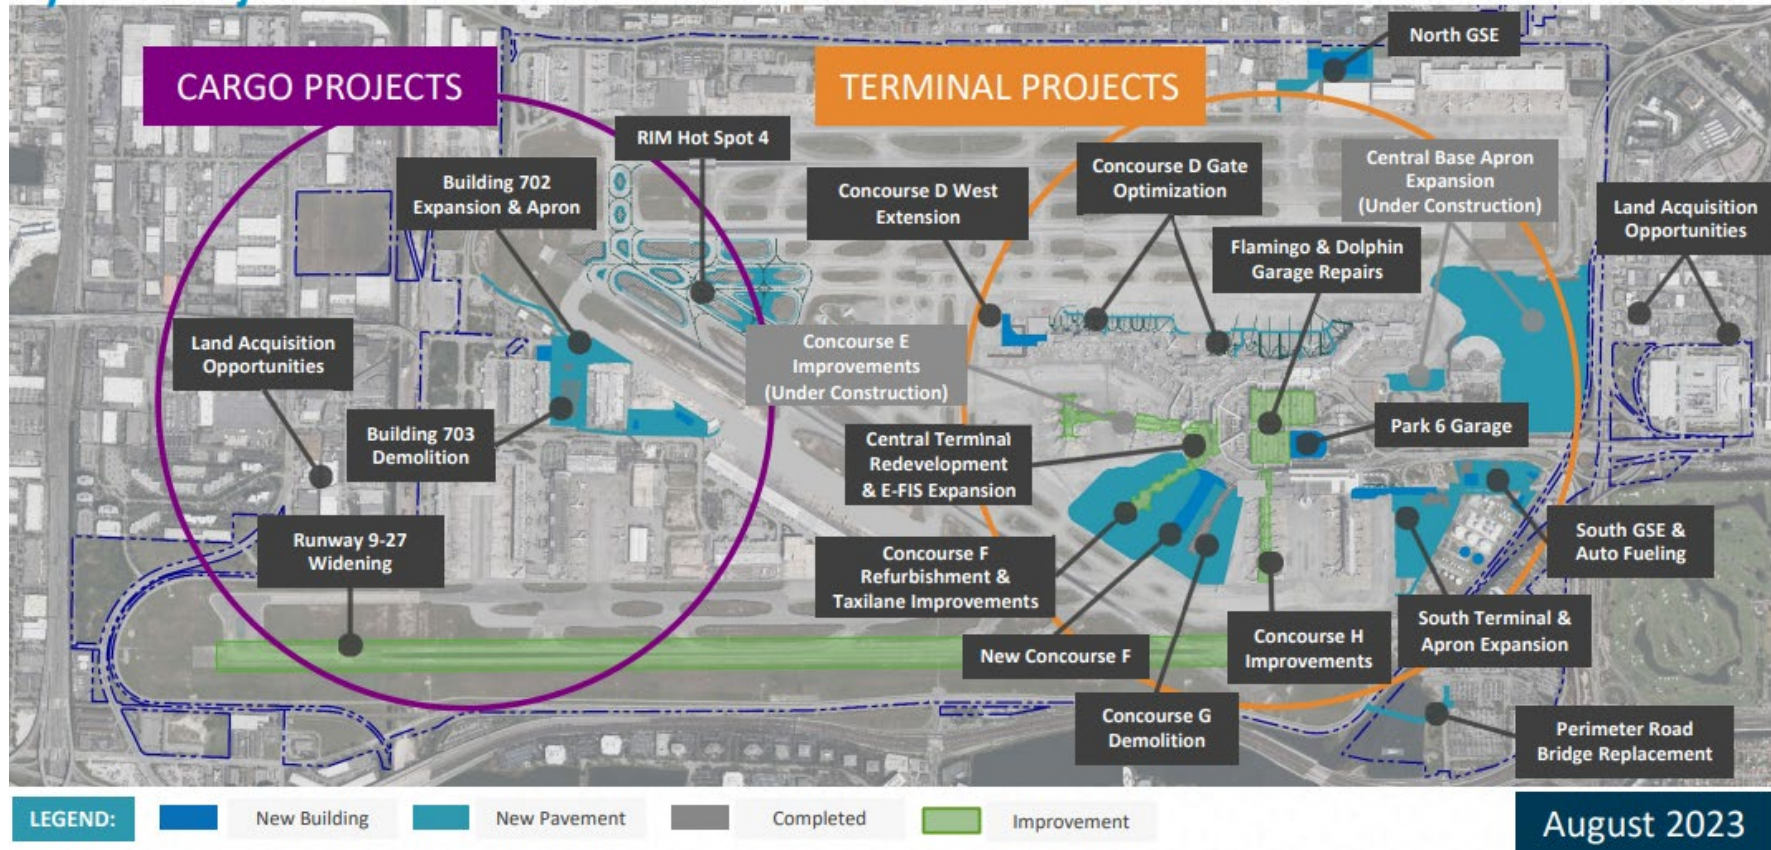 CARGO PROJECTS
TERMINAL PROJECTS
North GSE
RIM Hot Spot 4
Building 702
Expansion & Apron
Concourse D West
Extension
Concourse D Gate
Optimization
Central Base Apron
Expansion
(Under Construction)
Land Acquisition
Opportunities
Flamingo & Dolphin
Garage Repairs
Land Acquisition
Opportunities
Concourse E
Improvements
(Under Construction)
Building 703
Demolition
Central Terminal
Redevelopment
& E-FIS Expansion
Park 6 Garage
Runway 9-27
Widening
Concourse F
Refurbishment &
Taxilane Improvements
South GSE &
Auto Fueling
New Concourse F
Concourse H
Improvements
South Terminal &
Apron Expansion
Concourse G
Demolition
Perimeter Road
Bridge Replacement
LEGEND:
New Building
New Pavement
Completed
Improvement
August 2023